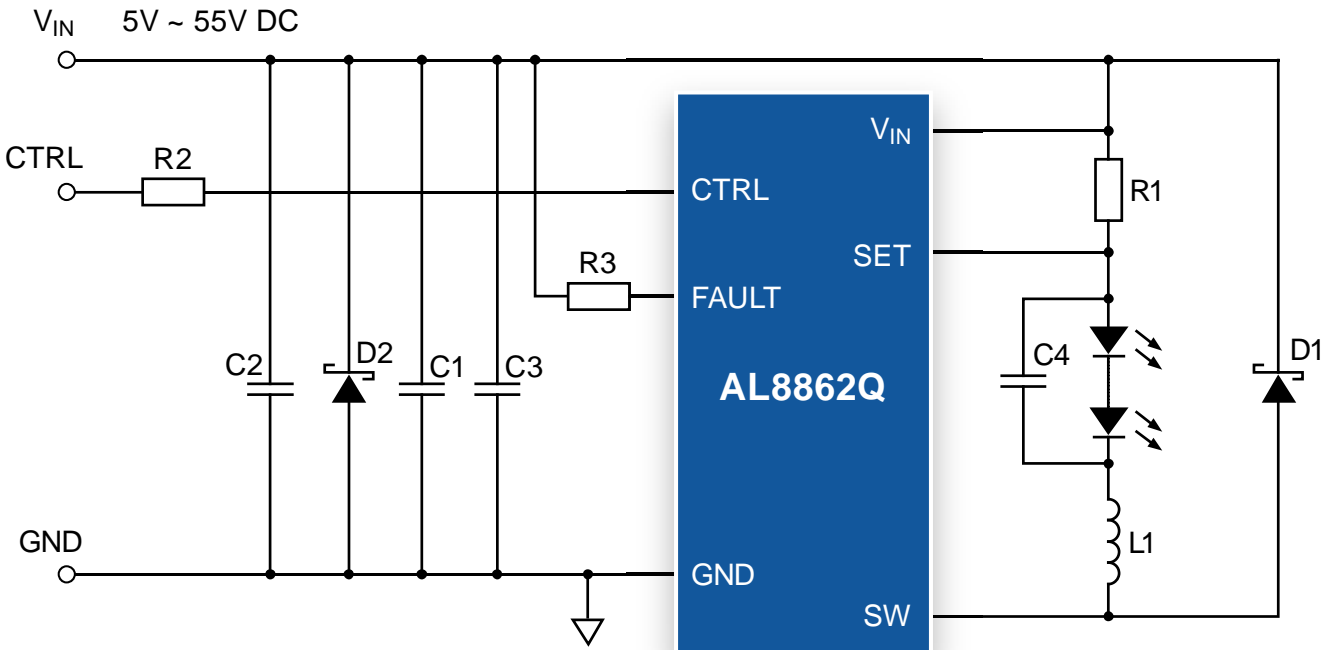 VIN 5V ~ 55V DC
CTRL
R2
GND
C2
D2
C1
C3
R3
VIN
CTRL
SET
FAULT
AL8862Q
GND
SW
R1
C4
L1
D1